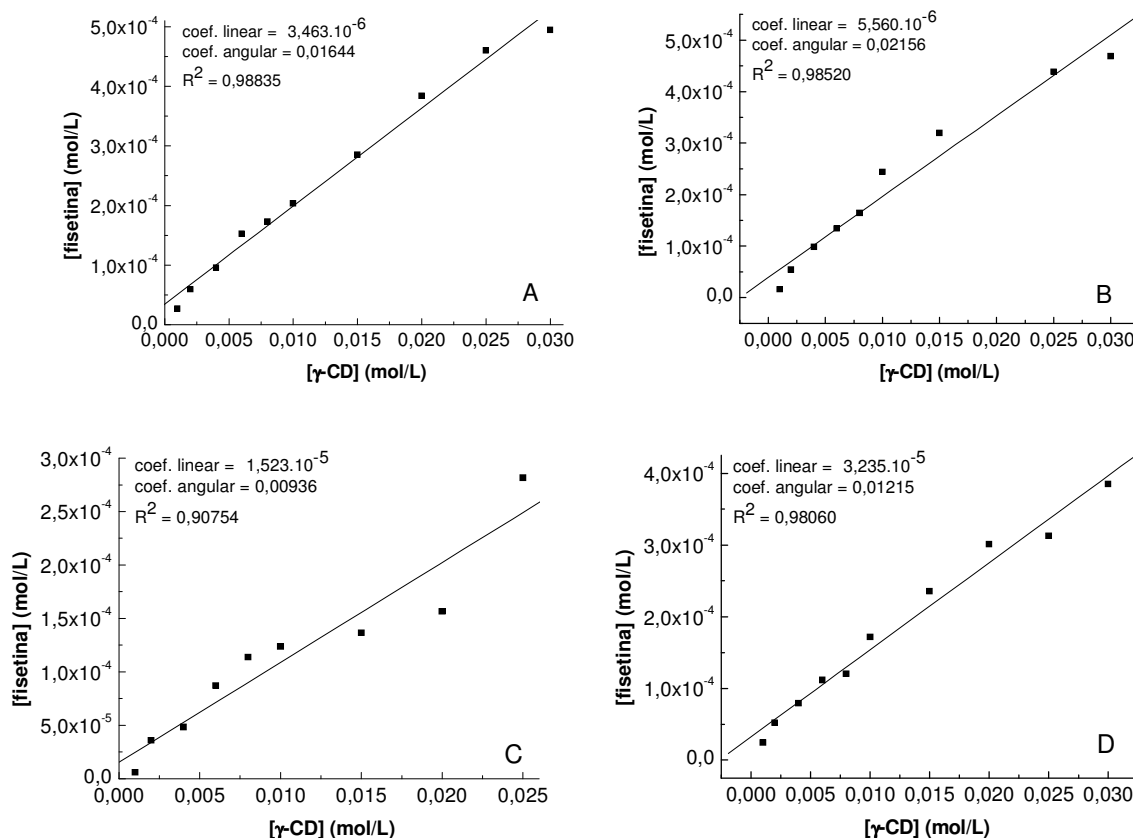 coef. linear = 3,463.10-6
coef. angular = 0,01644
R2 = 0,98835
5,0x10-4
4,0x10-4
3,0x10-4
2,0x10-4
1,0x10-4
0,0
[fisetina] (mol/L)
A
0,000 0,005 0,010 0,015 0,020 0,025 0,030
[γ-CD] (mol/L)
coef. linear = 5,560.10-6
coef. angular = 0,02156
R2 = 0,98520
5,0x10-4
4,0x10-4
3,0x10-4
2,0x10-4
1,0x10-4
0,0
[fisetina] (mol/L)
B
0,000 0,005 0,010 0,015 0,020 0,025 0,030
[γ-CD] (mol/L)
coef. linear = 1,523.10-5
coef. angular = 0,00936
R2 = 0,90754
3,0x10-4
2,5x10-4
2,0x10-4
1,5x10-4
1,0x10-4
5,0x10-5
0,0
[fisetina] (mol/L)
C
0,000 0,005 0,010 0,015 0,020 0,025
[γ-CD] (mol/L)
coef. linear = 3,235.10-5
coef. angular = 0,01215
R2 = 0,98060
4,0x10-4
3,0x10-4
2,0x10-4
1,0x10-4
0,0
[fisetina] (mol/L)
D
0,000 0,005 0,010 0,015 0,020 0,025 0,030
[γ-CD] (mol/L)